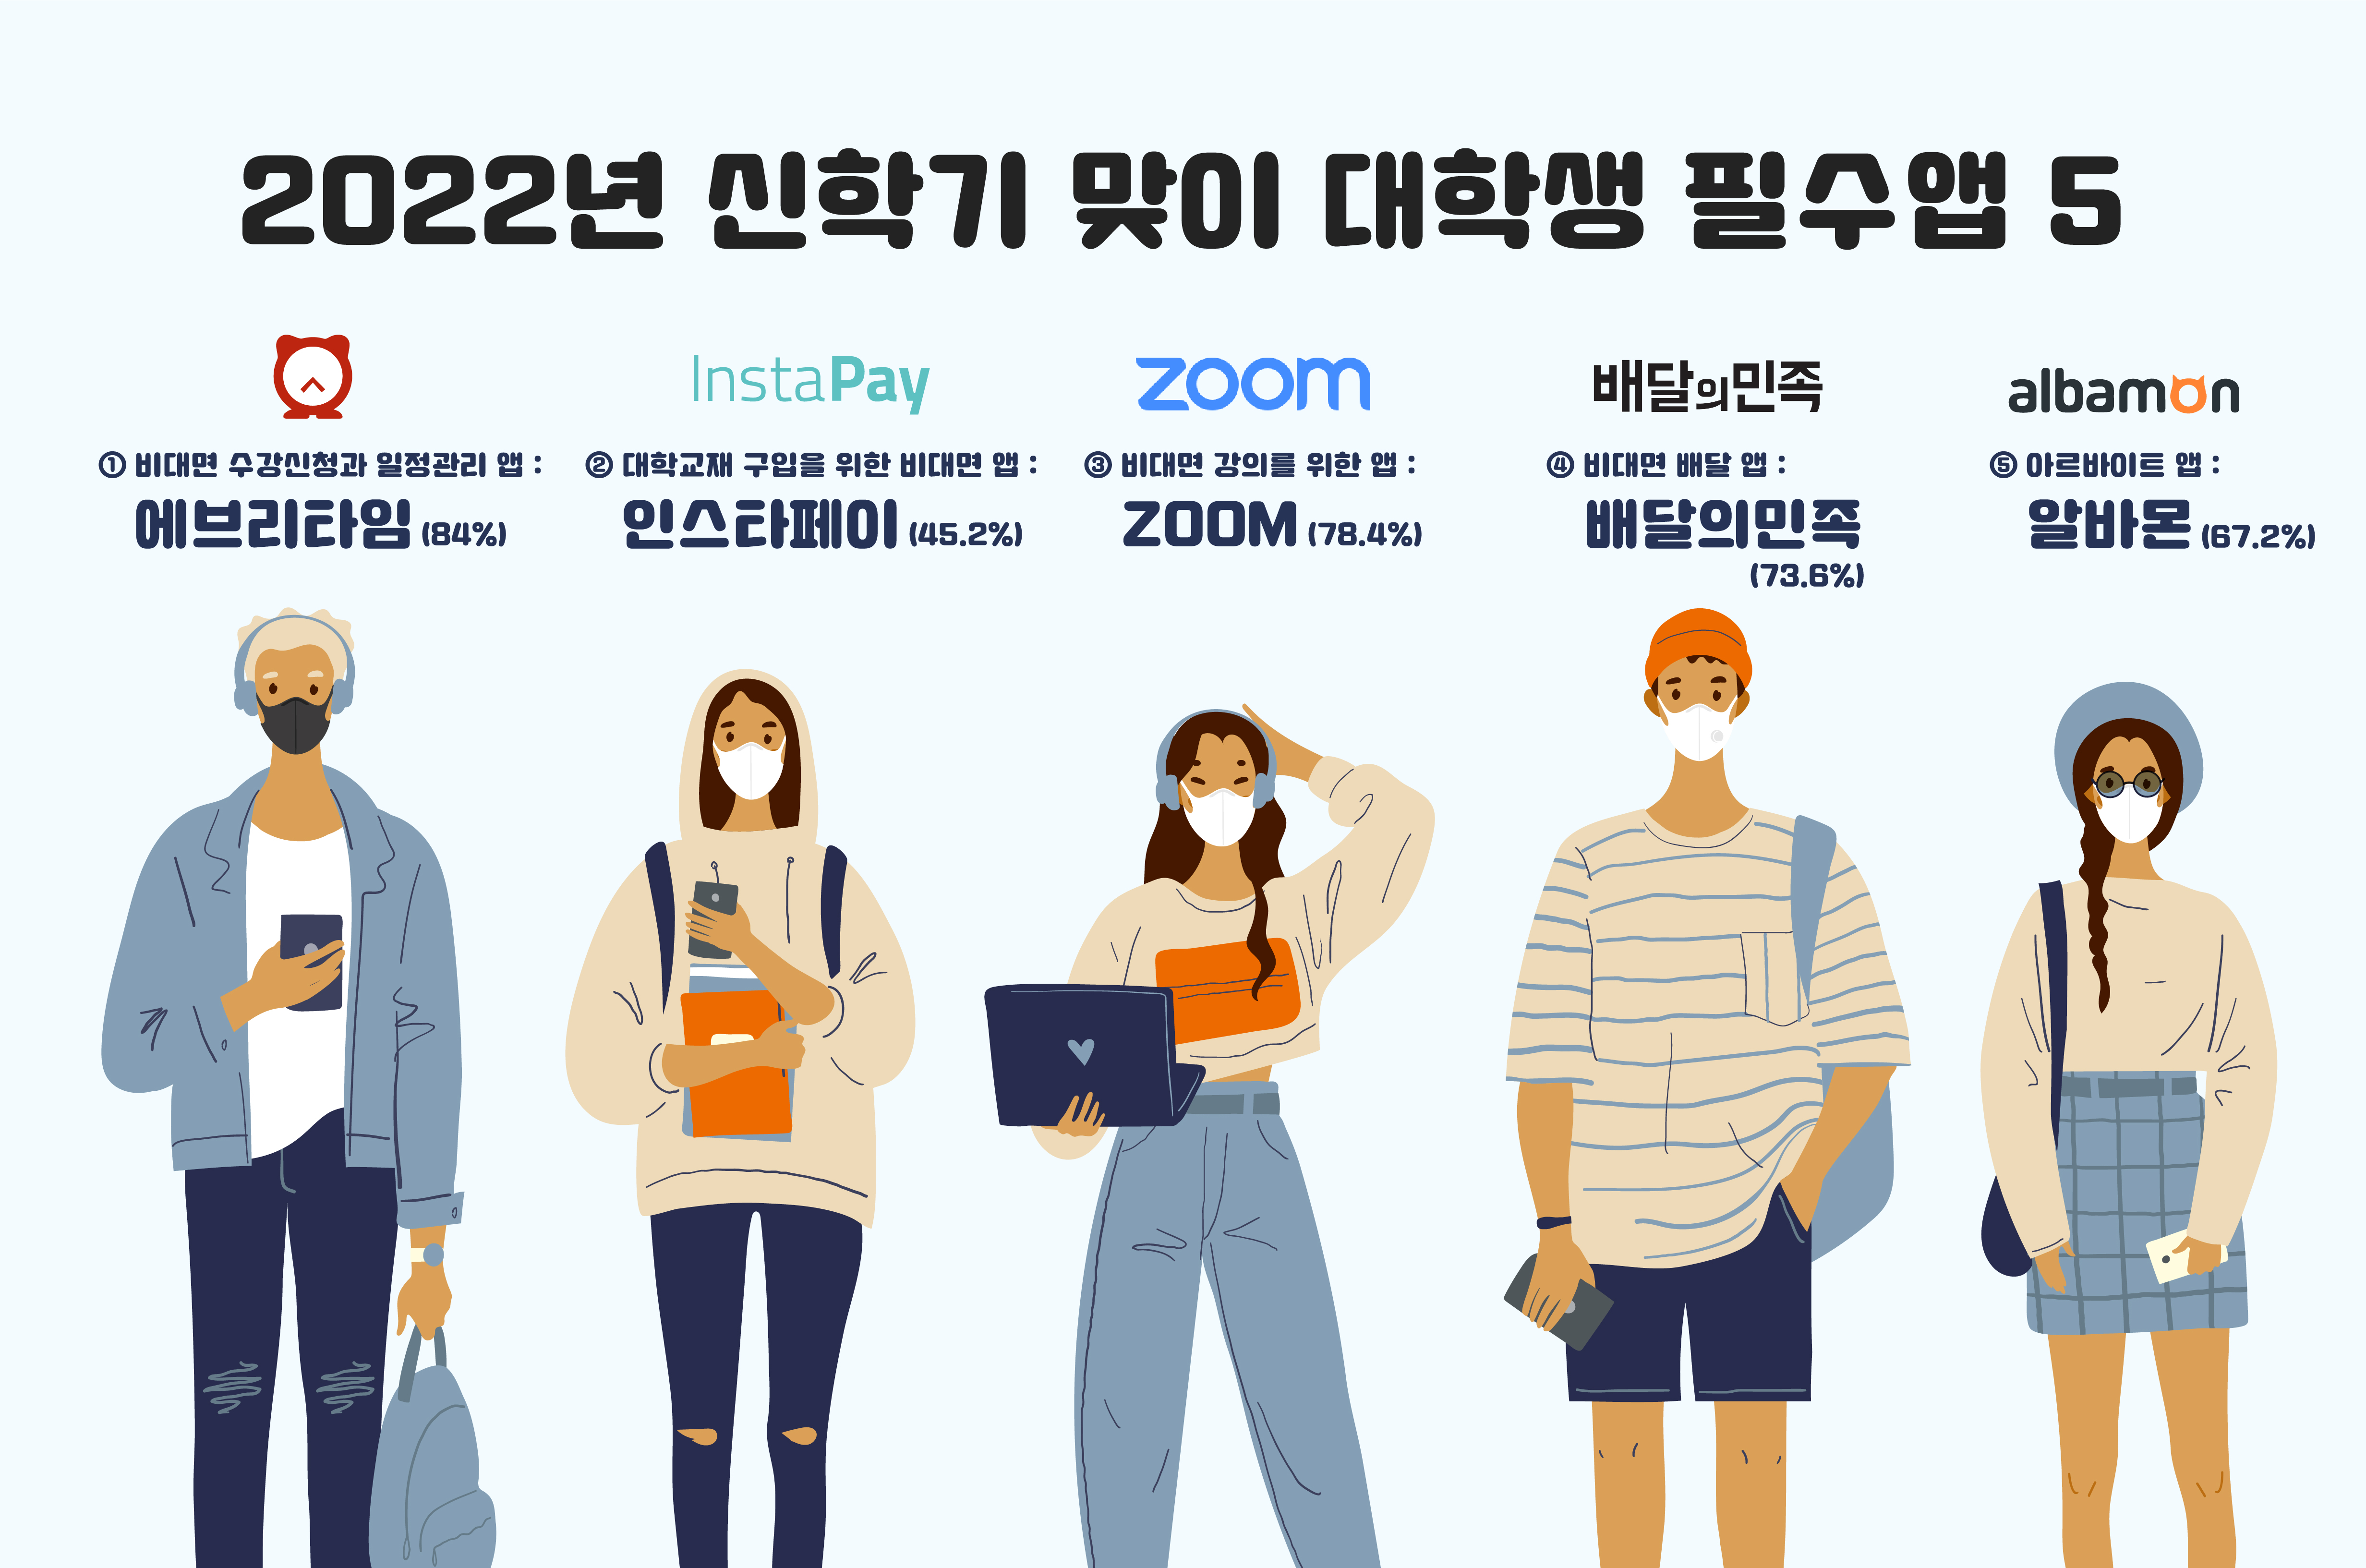 2022년 신학기 맞이 대학생 필수앱 5
InstaPay
zoom
배달의민족
albamon
① 비대면 수강신청과 일정관리 앱 :
에브리타임 (84%)
② 대학교재 구입을 위한 비대면 앱 :
인스타페이 (45.2%)
③ 비대면 강의를 위한 앱 :
ZOOM (78.4%)
④ 비대면 배달 앱 :
배달의민족
(73.6%)
⑤ 아르바이트 앱 :
알바몬 (67.2%)